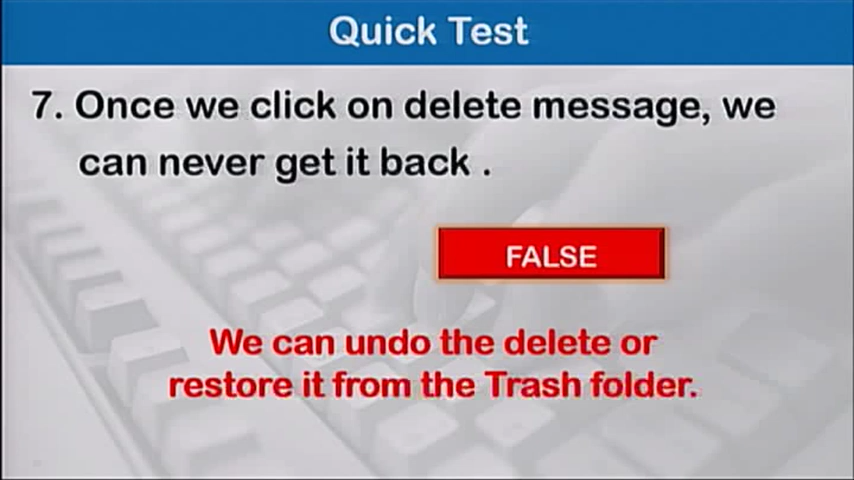 Quick Test
7. Once we click on delete message, we
can never get it back .
FALSE
We can undo the delete or
restore it from the Trash folder.